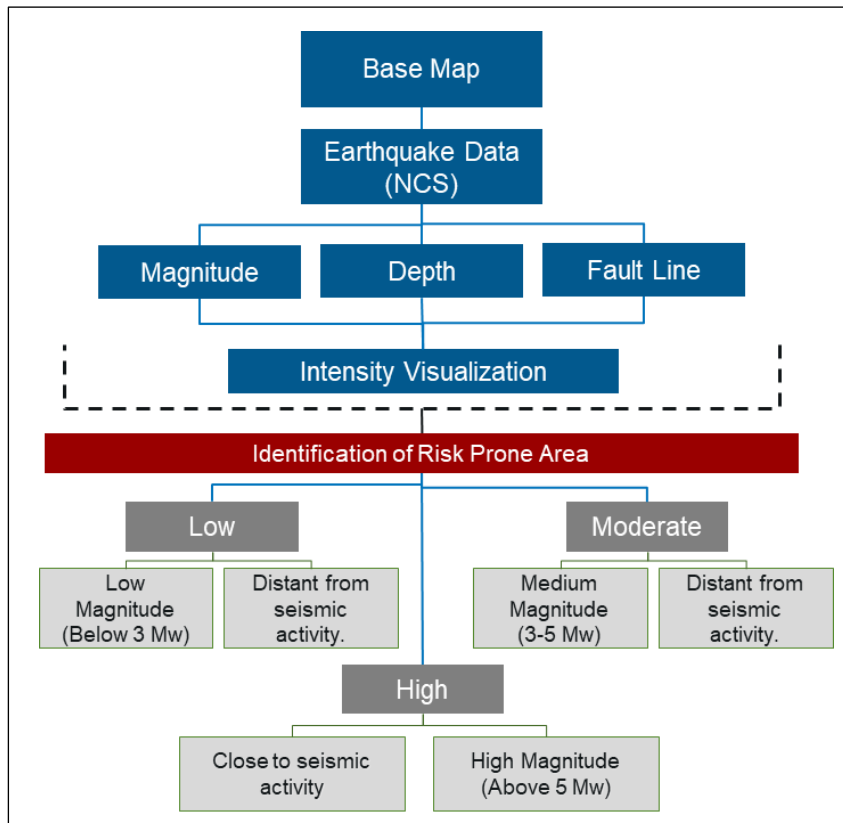 Base Map
Earthquake Data
(NCS)
Magnitude
Depth
Fault Line
Intensity Visualization
Identification of Risk Prone Area
Low
Moderate
Low
Magnitude
(Below 3 Mw)
Distant from
seismic
activity.
Medium
Magnitude
(3-5 Mw)
Distant from
seismic
activity.
High
Close to seismic
activity
High Magnitude
(Above 5 Mw)